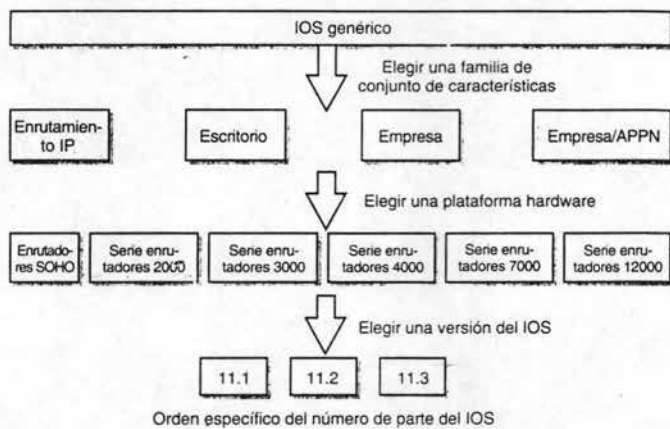 IOS genérico
Elegir una familia de
conjunto de características
Enrutamien-
to IP
Escritorio
Empresa
Empresa/APPN
Elegir una plataforma hardware
Enrutado-
res SOHO
Serie enru-
tadores 2000
Serie enru-
tadores 3000
Serie enru-
tadores 4000
Serie enru-
tadores 7000
Serie enru-
tadores 12000
Elegir una versión del IOS
11.1
11.2
11.3
Orden específico del número de parte del IOS